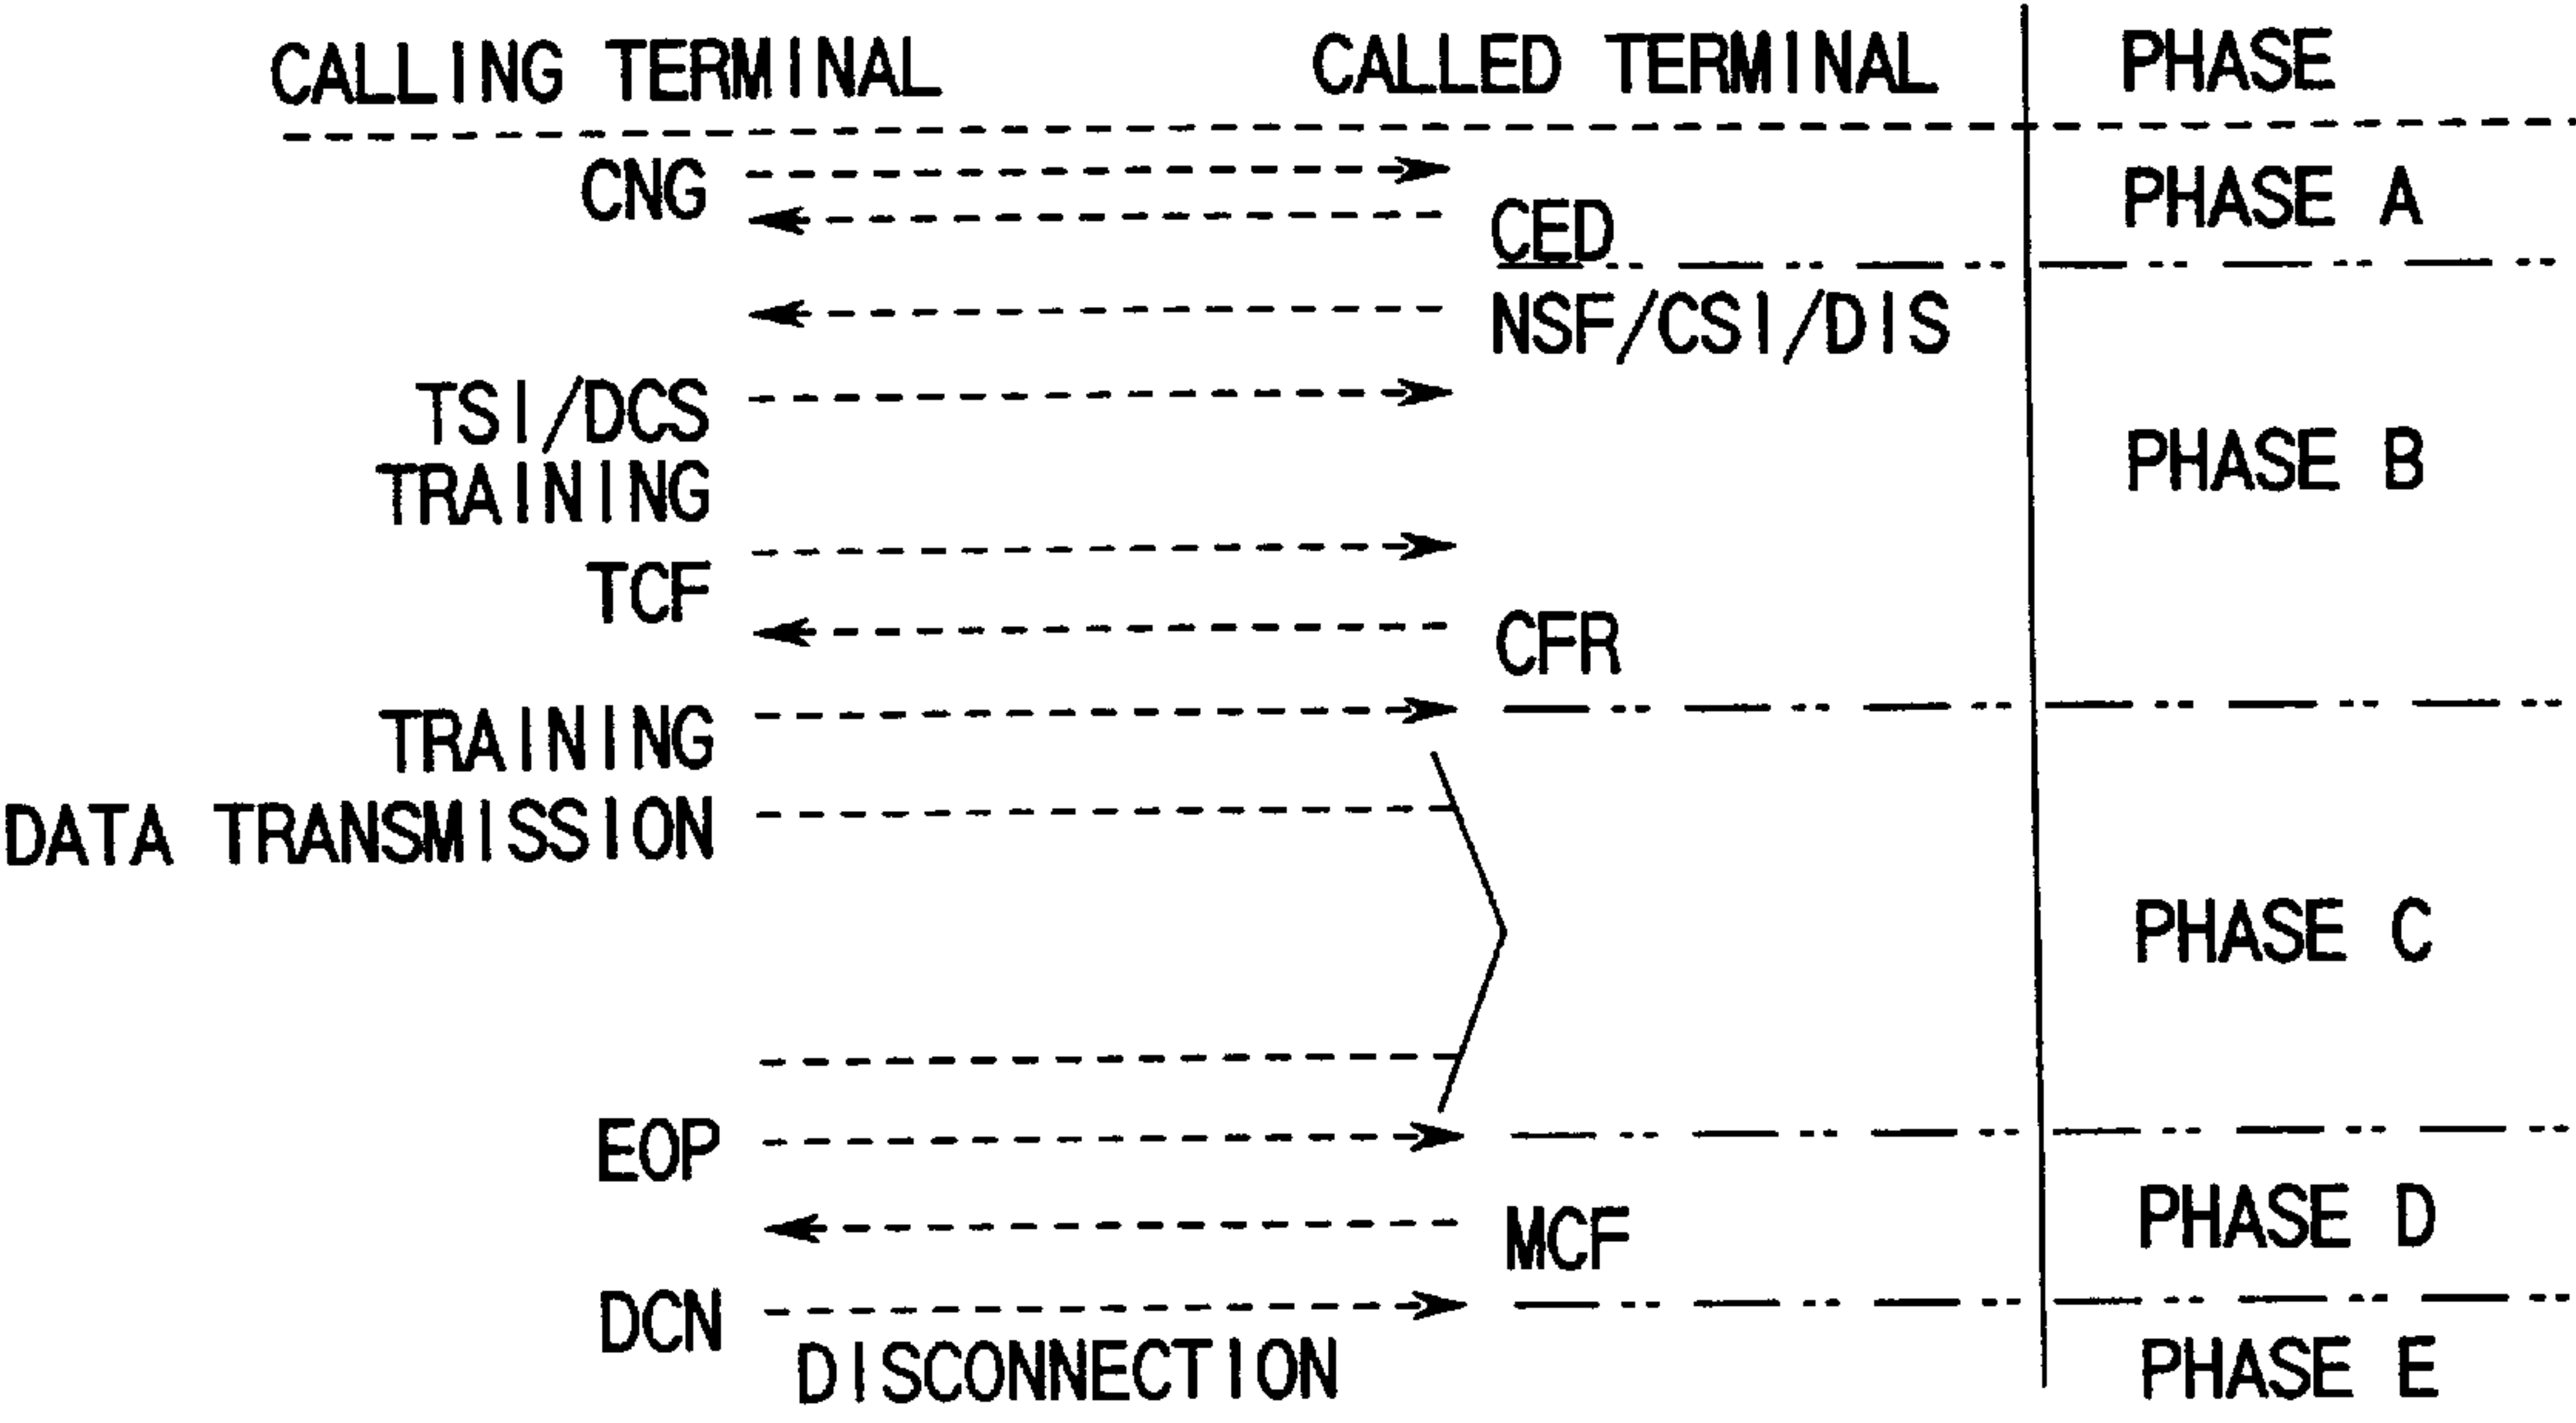 CALLING TERMINAL CALLED TERMINAL PHASE
CNG PHASE A
CED
NSF/CSI/DIS
TSI/DCS
TRAINING PHASE B
TCF
CFR
TRAINING
DATA TRANSMISSION
PHASE C
EOP
MCF PHASE D
DCN
DISCONNECTION PHASE E